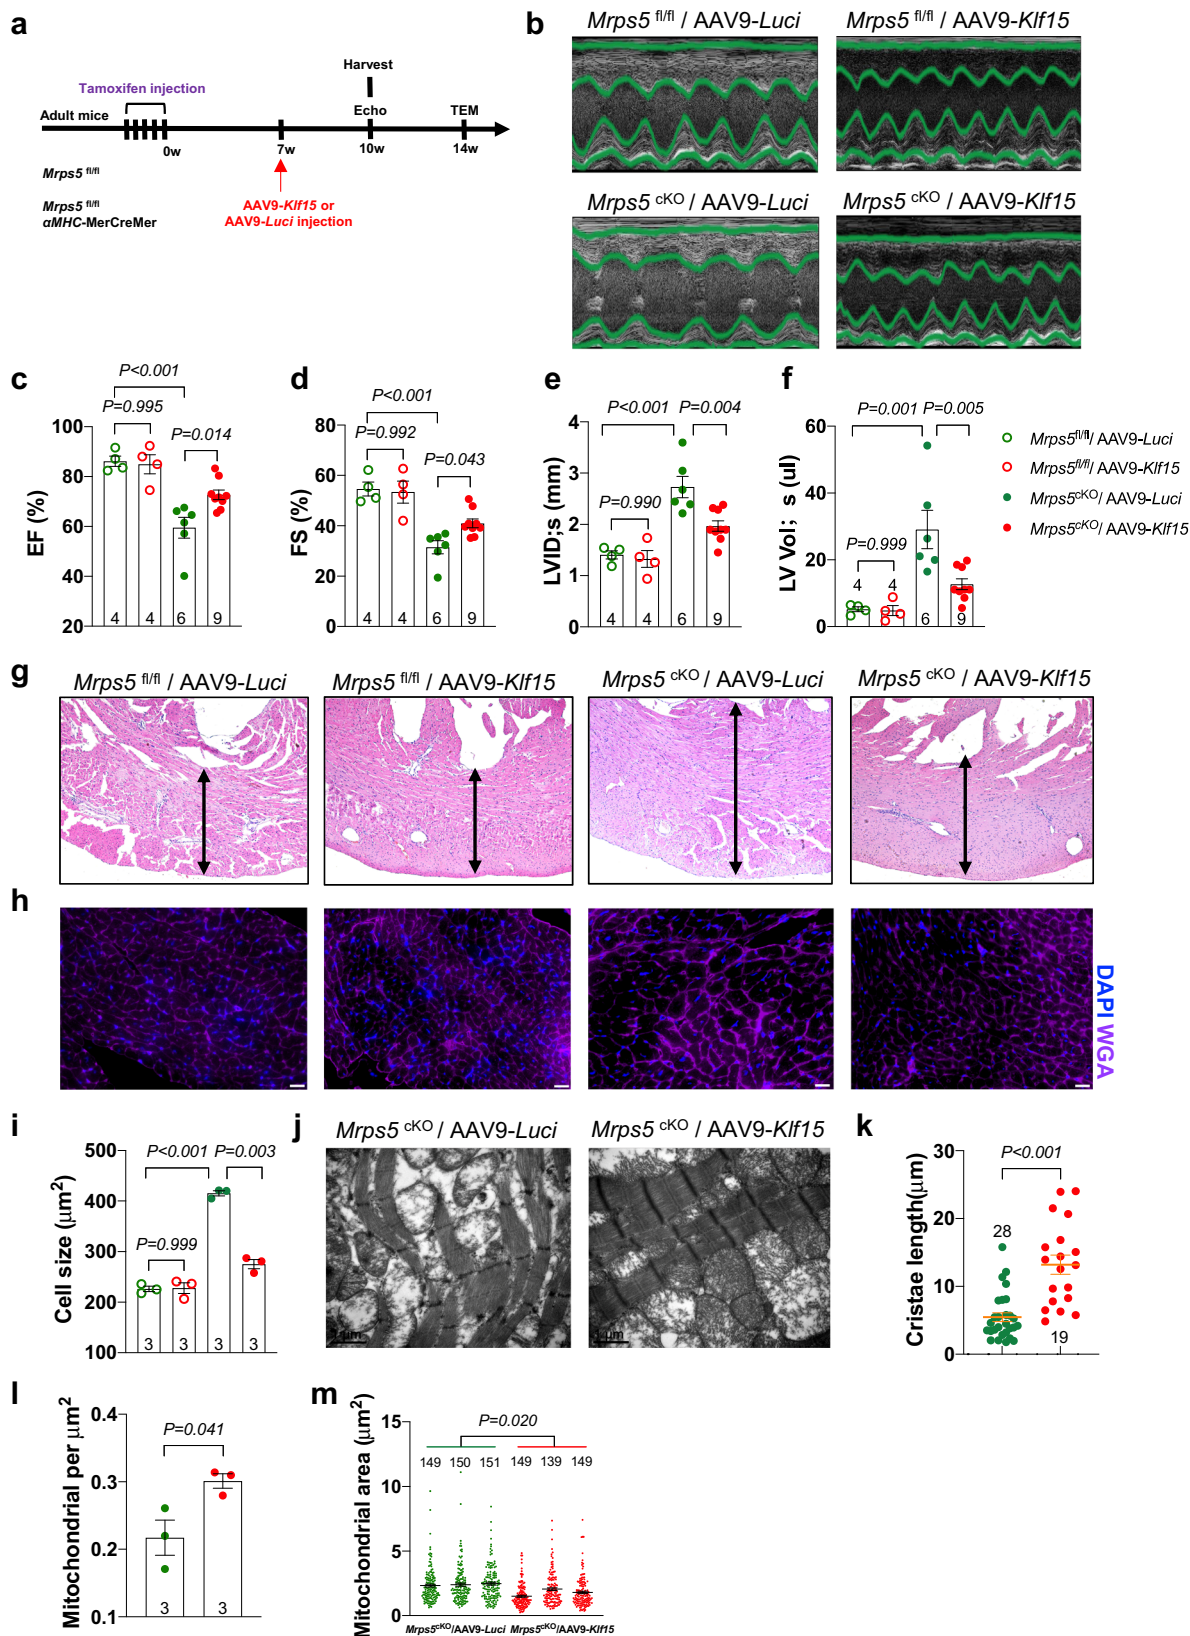 a
Tamoxifen injection
Harvest
Adult mice
Echo
TEM
0w
7w
10w
14w
Mrps5 fl/fl
Mrps5 fl/fl
αMHC-MerCreMer
AAV9-Klf15 or
AAV9-Luci injection
b
Mrps5 fl/fl / AAV9-Luci
Mrps5 fl/fl / AAV9-Klf15
Mrps5 cKO / AAV9-Luci
Mrps5 cKO / AAV9-Klf15
c
P<0.001
P=0.995
P=0.014
EF (%)
100
80
60
40
20
4
4
6
9
d
P<0.001
P=0.992
P=0.043
FS (%)
80
60
40
20
0
4
4
6
9
e
P<0.001
P=0.004
P=0.990
LVID;s (mm)
4
3
2
1
0
4
4
6
9
f
P=0.001
P=0.005
P=0.999
LV Vol; s (ul)
60
40
20
0
4
4
6
9
Mrps5fl/fl/ AAV9-Luci
Mrps5fl/fl/ AAV9-Klf15
Mrps5cKO/ AAV9-Luci
Mrps5cKO/ AAV9-Klf15
g
Mrps5 fl/fl / AAV9-Luci
Mrps5 fl/fl / AAV9-Klf15
Mrps5 cKO / AAV9-Luci
Mrps5 cKO / AAV9-Klf15
h
DAPI WGA
i
P<0.001
P=0.003
P=0.999
Cell size (μm2)
500
400
300
200
100
3
3
3
3
j
Mrps5 cKO / AAV9-Luci
Mrps5 cKO / AAV9-Klf15
1 μm
1 μm
k
P<0.001
Cristae length(μm)
30
20
10
0
28
19
l
P=0.041
Mitochondrial per μm2
0.4
0.3
0.2
0.1
3
3
m
P=0.020
Mitochondrial area (μm2)
15
10
5
0
149
150
151
149
139
149
Mrps5cKO/AAV9-Luci
Mrps5cKO/AAV9-Klf15